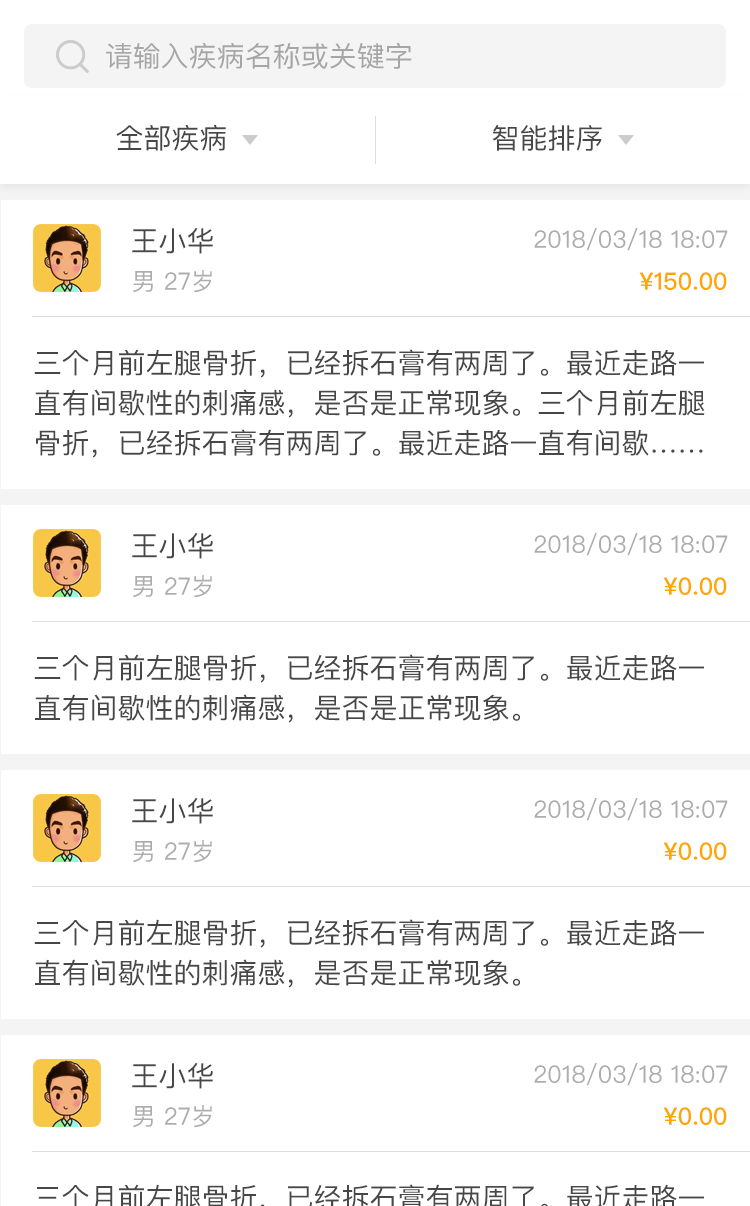 请输入疾病名称或关键字
全部疾病 智能排序
王小华 2018/03/18 18:07
男 27岁 ¥150.00
三个月前左腿骨折，已经拆石膏有两周了。最近走路一
直有间歇性的刺痛感，是否是正常现象。三个月前左腿
骨折，已经拆石膏有两周了。最近走路一直有间歇……
王小华 2018/03/18 18:07
男 27岁 ¥0.00
三个月前左腿骨折，已经拆石膏有两周了。最近走路一
直有间歇性的刺痛感，是否是正常现象。
王小华 2018/03/18 18:07
男 27岁 ¥0.00
三个月前左腿骨折，已经拆石膏有两周了。最近走路一
直有间歇性的刺痛感，是否是正常现象。
王小华 2018/03/18 18:07
男 27岁 ¥0.00
三个月前左腿骨折，已经拆石膏有两周了。最近走路一